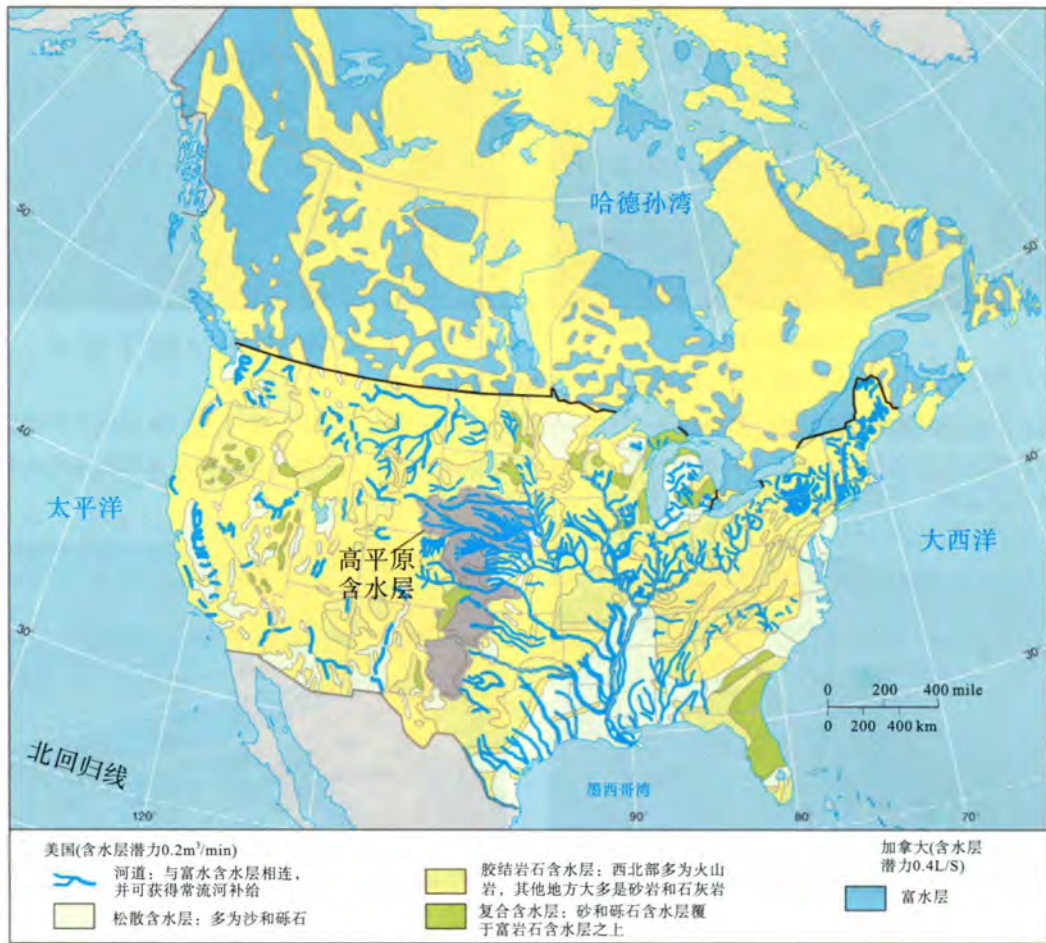 哈德孙湾
50
50
40
40
太平洋
大西洋
高平原
含水层
30
30
0 200 400 mile
0 200 400 km
北回归线
墨西哥湾
120
90
80
70
美国(含水层潜力0.2m³/min)
河道：与富水含水层相连，
并可获得常流河补给
松散含水层：多为沙和砾石
胶结岩石含水层：西北部多为火山
岩，其他地方大多是砂岩和石灰岩
复合含水层：砂和砾石含水层覆
于富岩石含水层之上
加拿大(含水层
潜力0.4L/S)
富水层